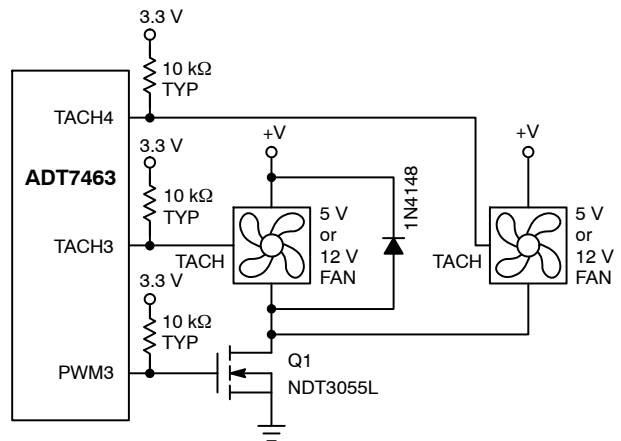 3.3 V
10 kΩ
TYP
TACH4
ADT7463
3.3 V
10 kΩ
TYP
TACH3
3.3 V
10 kΩ
TYP
PWM3
+V
TACH
5 V
or
12 V
FAN
1N4148
Q1
NDT3055L
+V
TACH
5 V
or
12 V
FAN